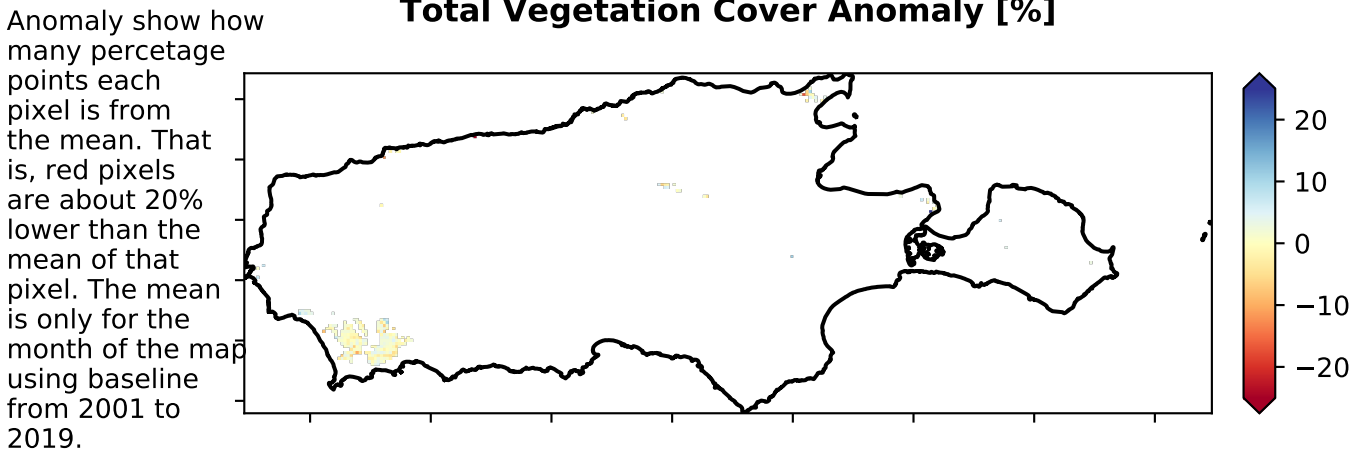 Total Vegetation Cover Anomaly [%]
Anomaly show how
many percetage
points each
pixel is from
the mean. That
is, red pixels
are about 20%
lower than the
mean of that
pixel. The mean
is only for the
month of the map
using baseline
from 2001 to
2019.
20
10
0
−10
−20